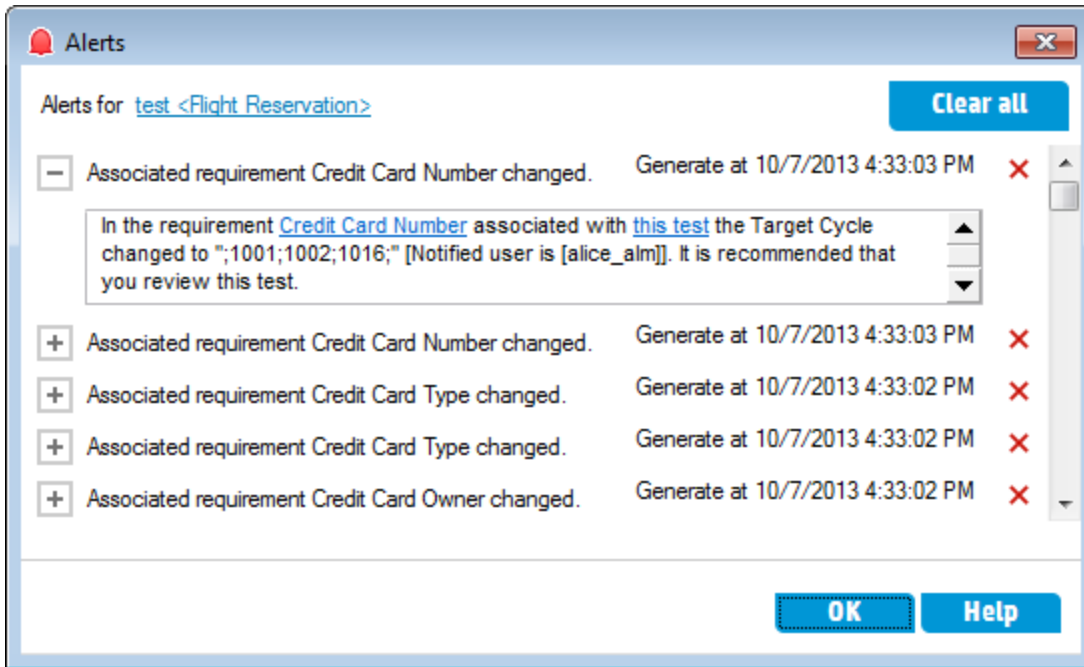 Alerts
Alerts for test <Flight Reservation>
Clear all
Associated requirement Credit Card Number changed. Generate at 10/7/2013 4:33:03 PM
In the requirement Credit Card Number associated with this test the Target Cycle
changed to ";1001;1002;1016;" [Notified user is [alice_alm]]. It is recommended that
you review this test.
Associated requirement Credit Card Number changed. Generate at 10/7/2013 4:33:03 PM
Associated requirement Credit Card Type changed. Generate at 10/7/2013 4:33:02 PM
Associated requirement Credit Card Type changed. Generate at 10/7/2013 4:33:02 PM
Associated requirement Credit Card Owner changed. Generate at 10/7/2013 4:33:02 PM
OK Help